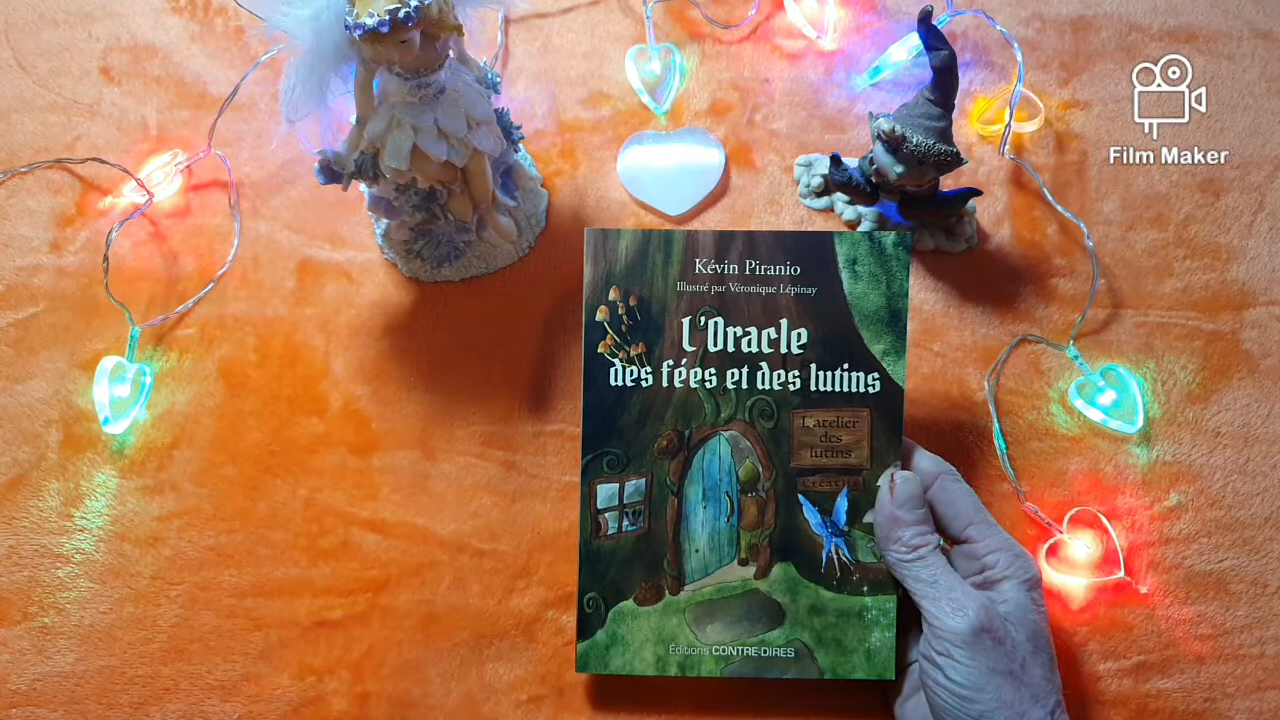 Film Maker
Kévin Piranio
Illustré par Véronique Lépinay
L'Oracle
des fées et des lutins
L'atelier
des
lutins
Créatif
Éditions CONTRE-DIRES